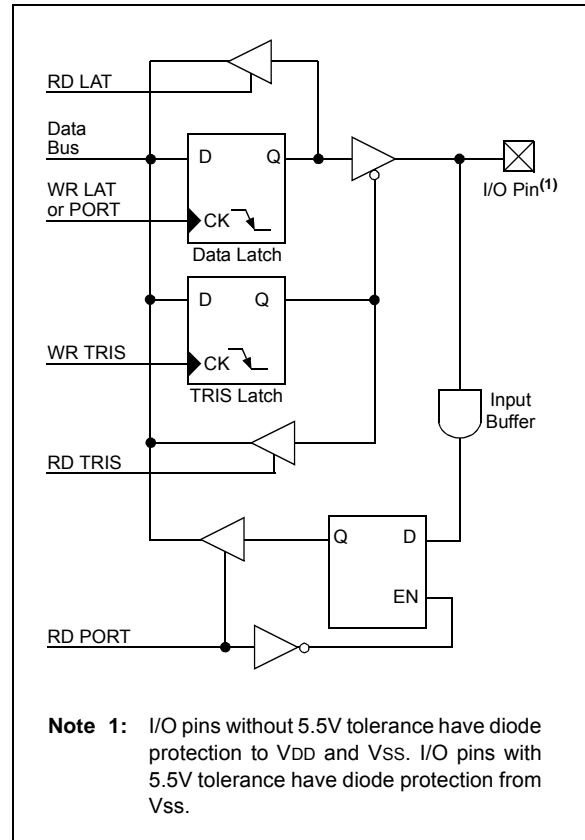 RD LAT
Data
Bus
D Q
WR LAT
or PORT
CK
Data Latch
I/O Pin(1)
D Q
WR TRIS
CK
TRIS Latch
Input
Buffer
RD TRIS
Q D
EN
RD PORT
Note 1: I/O pins without 5.5V tolerance have diode
protection to VDD and VSS. I/O pins with
5.5V tolerance have diode protection from
Vss.